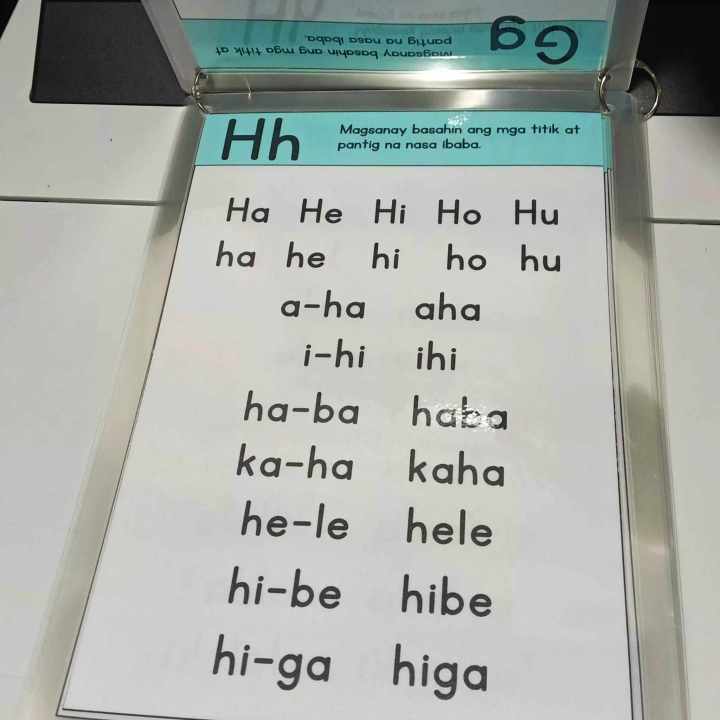 Gg
Magsanay basahin ang mga titik at
pantig na nasa ibaba.
Hh
Magsanay basahin ang mga titik at
pantig na nasa ibaba.
Ha He Hi Ho Hu
ha he hi ho hu
a-ha aha
i-hi ihi
ha-ba haba
ka-ha kaha
he-le hele
hi-be hibe
hi-ga higa